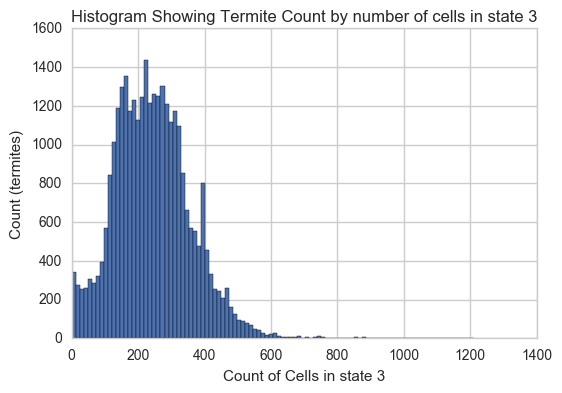 Histogram Showing Termite Count by number of cells in state 3
1600
1400
1200
1000
800
600
400
200
0
Count (termites)
0 200 400 600 800 1000 1200 1400
Count of Cells in state 3